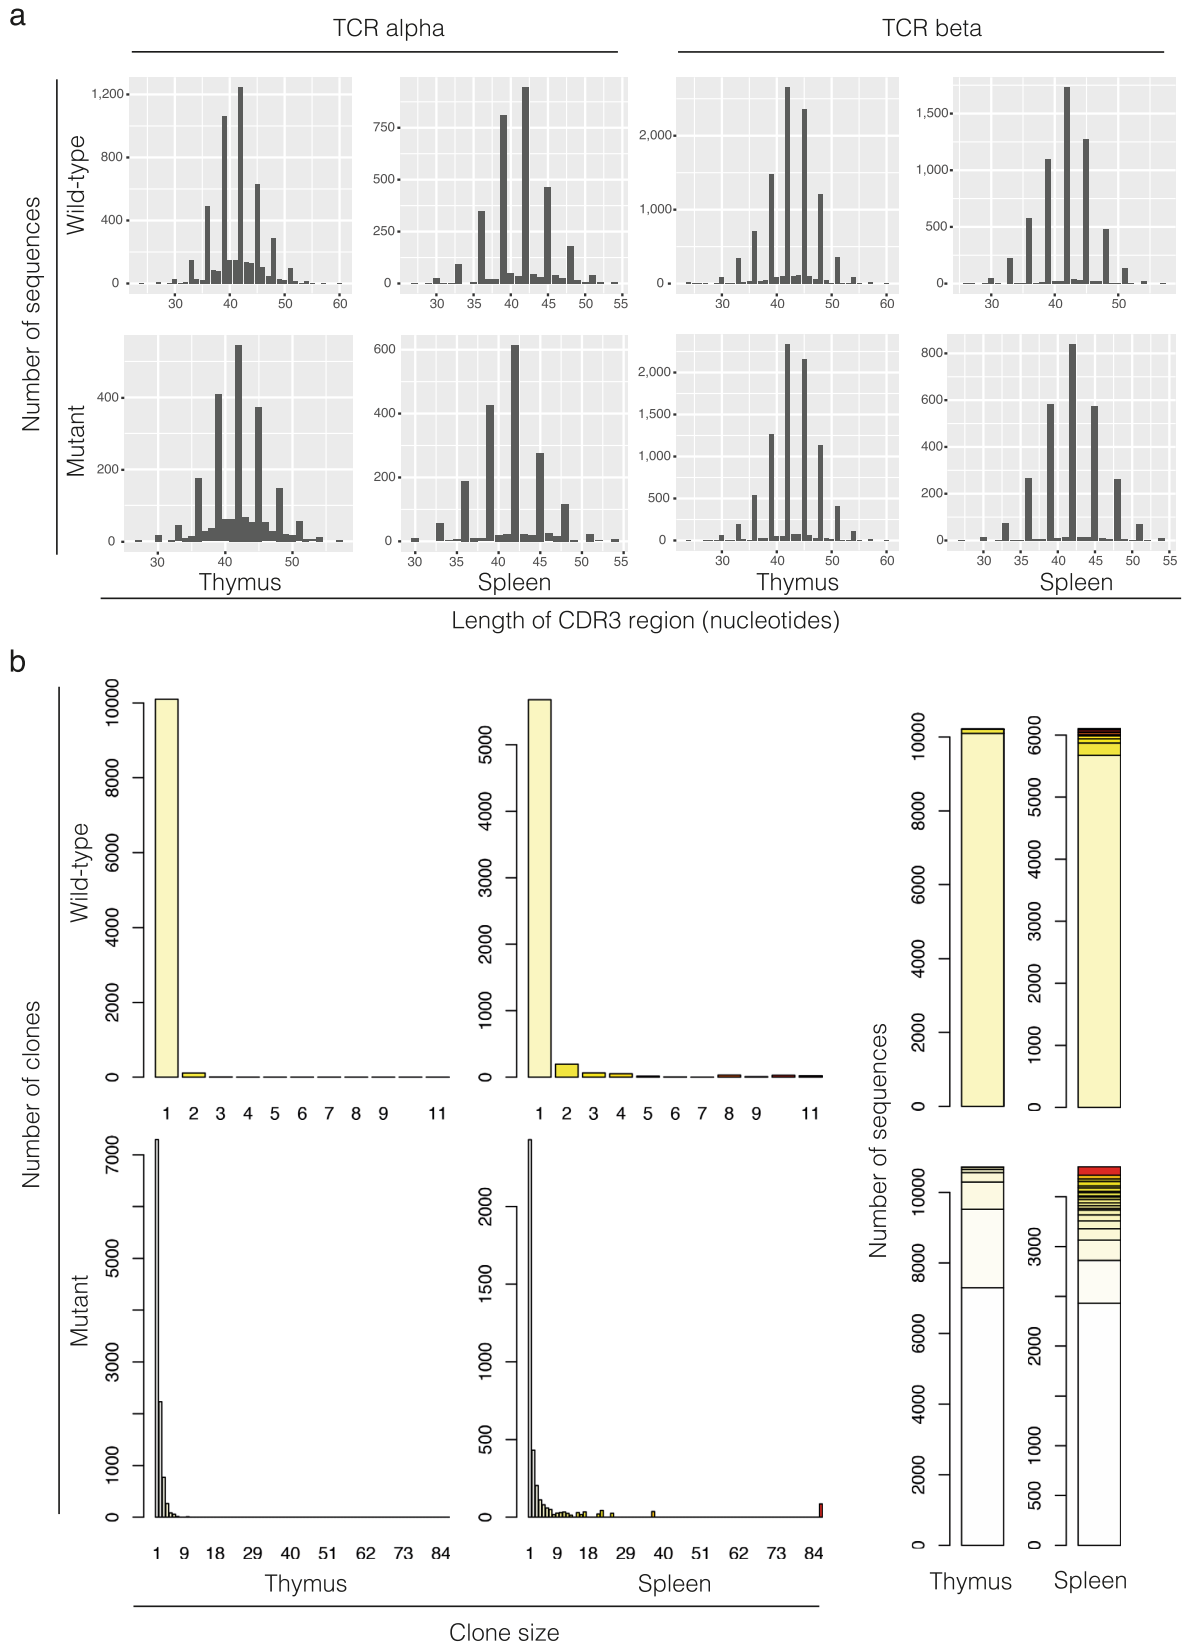 a
TCR alpha
TCR beta
Number of sequences
Wild-type
1,200
800
400
0
30 40 50 60
750
500
250
0
30 35 40 45 50 55
2,000
1,000
0
30 40 50 60
1,500
1,000
500
0
30 40 50
Mutant
400
200
0
30 40 50
600
400
200
0
30 35 40 45 50 55
2,000
1,500
1,000
500
0
30 40 50 60
800
600
400
200
0
30 35 40 45 50 55
Thymus
Spleen
Thymus
Spleen
Length of CDR3 region (nucleotides)
b
Number of clones
Wild-type
10000
8000
6000
4000
2000
0
1 2 3 4 5 6 7 8 9 11
5000
4000
3000
2000
1000
0
1 2 3 4 5 6 7 8 9 11
Number of sequences
10000
8000
6000
4000
2000
0
6000
5000
4000
3000
2000
1000
0
Mutant
7000
5000
3000
1000
0
1 9 18 29 40 51 62 73 84
2000
1500
1000
500
0
1 9 18 29 40 51 62 73 84
10000
8000
6000
4000
2000
0
3000
2000
1000
500
0
Thymus
Spleen
Thymus
Spleen
Clone size